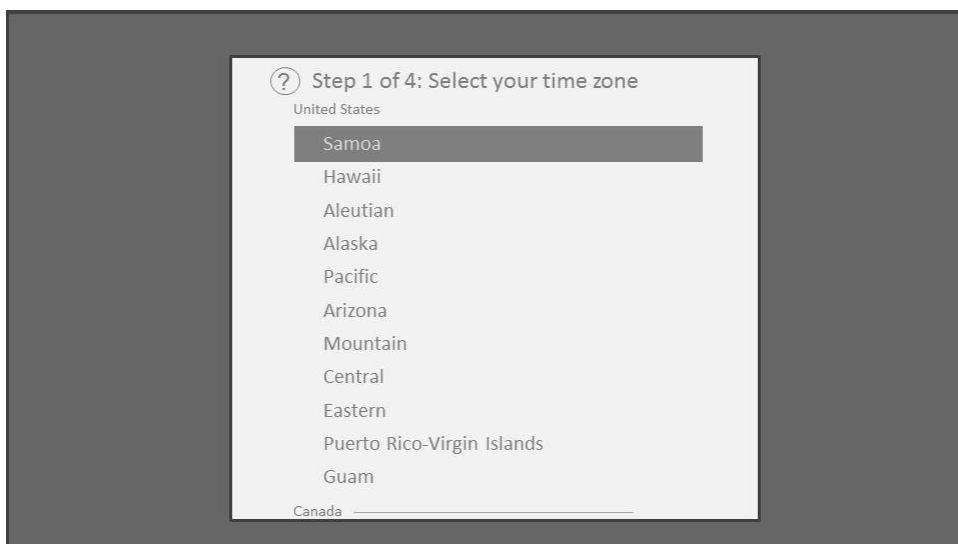 ? Step 1 of 4: Select your time zone
United States
Samoa
Hawaii
Aleutian
Alaska
Pacific
Arizona
Mountain
Central
Eastern
Puerto Rico-Virgin Islands
Guam
Canada